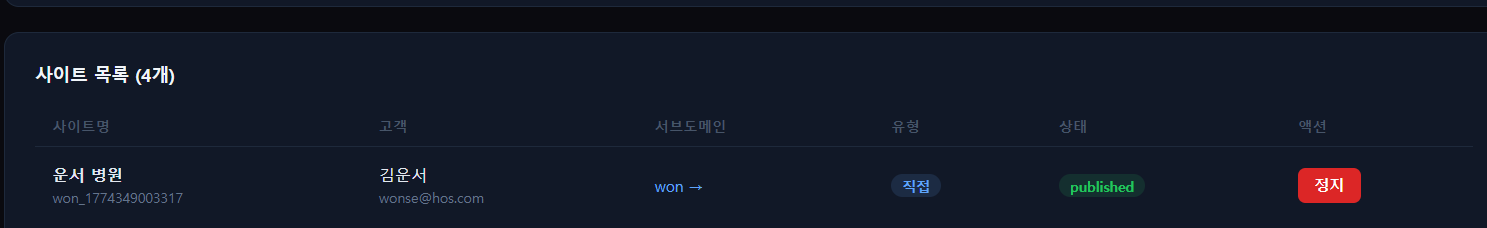 사이트 목록 (4개)
사이트명 고객 서브도메인 유형 상태 액션
운서 병원 김운서 won → 직접 published 정지
won_1774349003317 wonse@hos.com